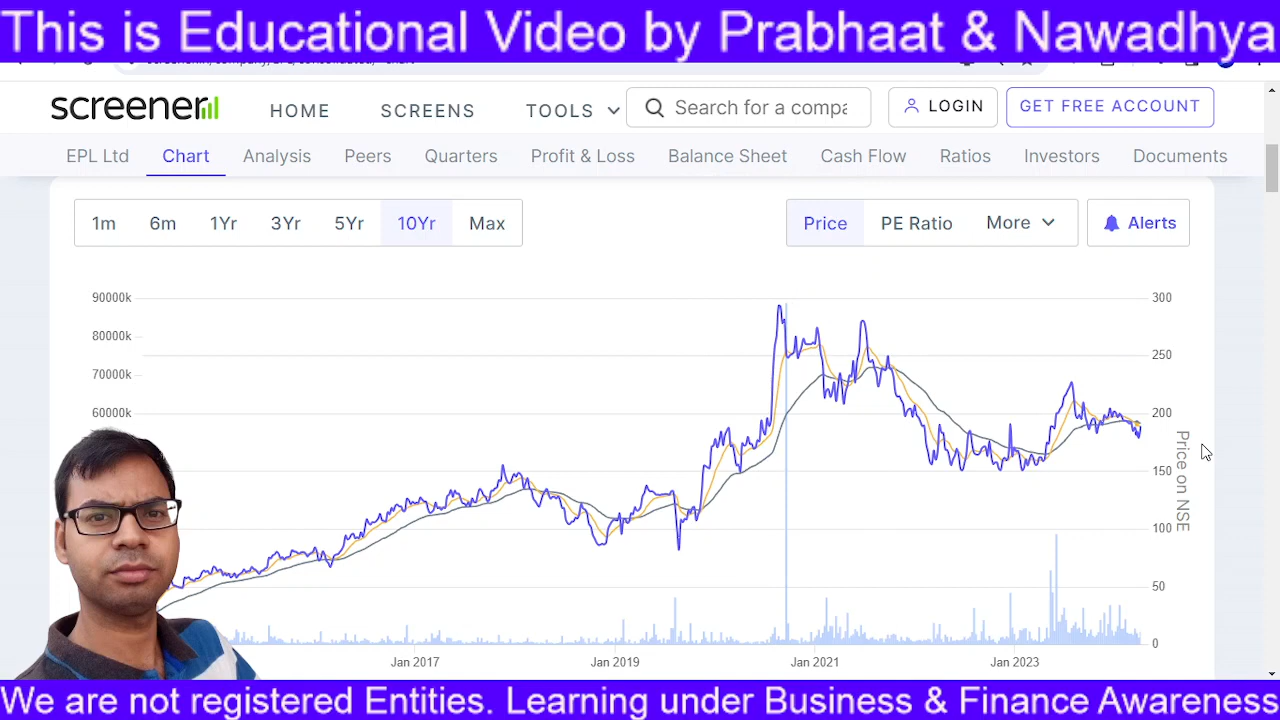 This is Educational Video by Prabhaat & Nawadhya
screener
HOME
SCREENS
TOOLS
Search for a compa
LOGIN
GET FREE ACCOUNT
EPL Ltd
Chart
Analysis
Peers
Quarters
Profit & Loss
Balance Sheet
Cash Flow
Ratios
Investors
Documents
1m
6m
1Yr
3Yr
5Yr
10Yr
Max
Price
PE Ratio
More
Alerts
90000k
80000k
70000k
60000k
300
250
200
150
100
50
0
Price on NSE
Jan 2017
Jan 2019
Jan 2021
Jan 2023
We are not registered Entities. Learning under Business & Finance Awareness